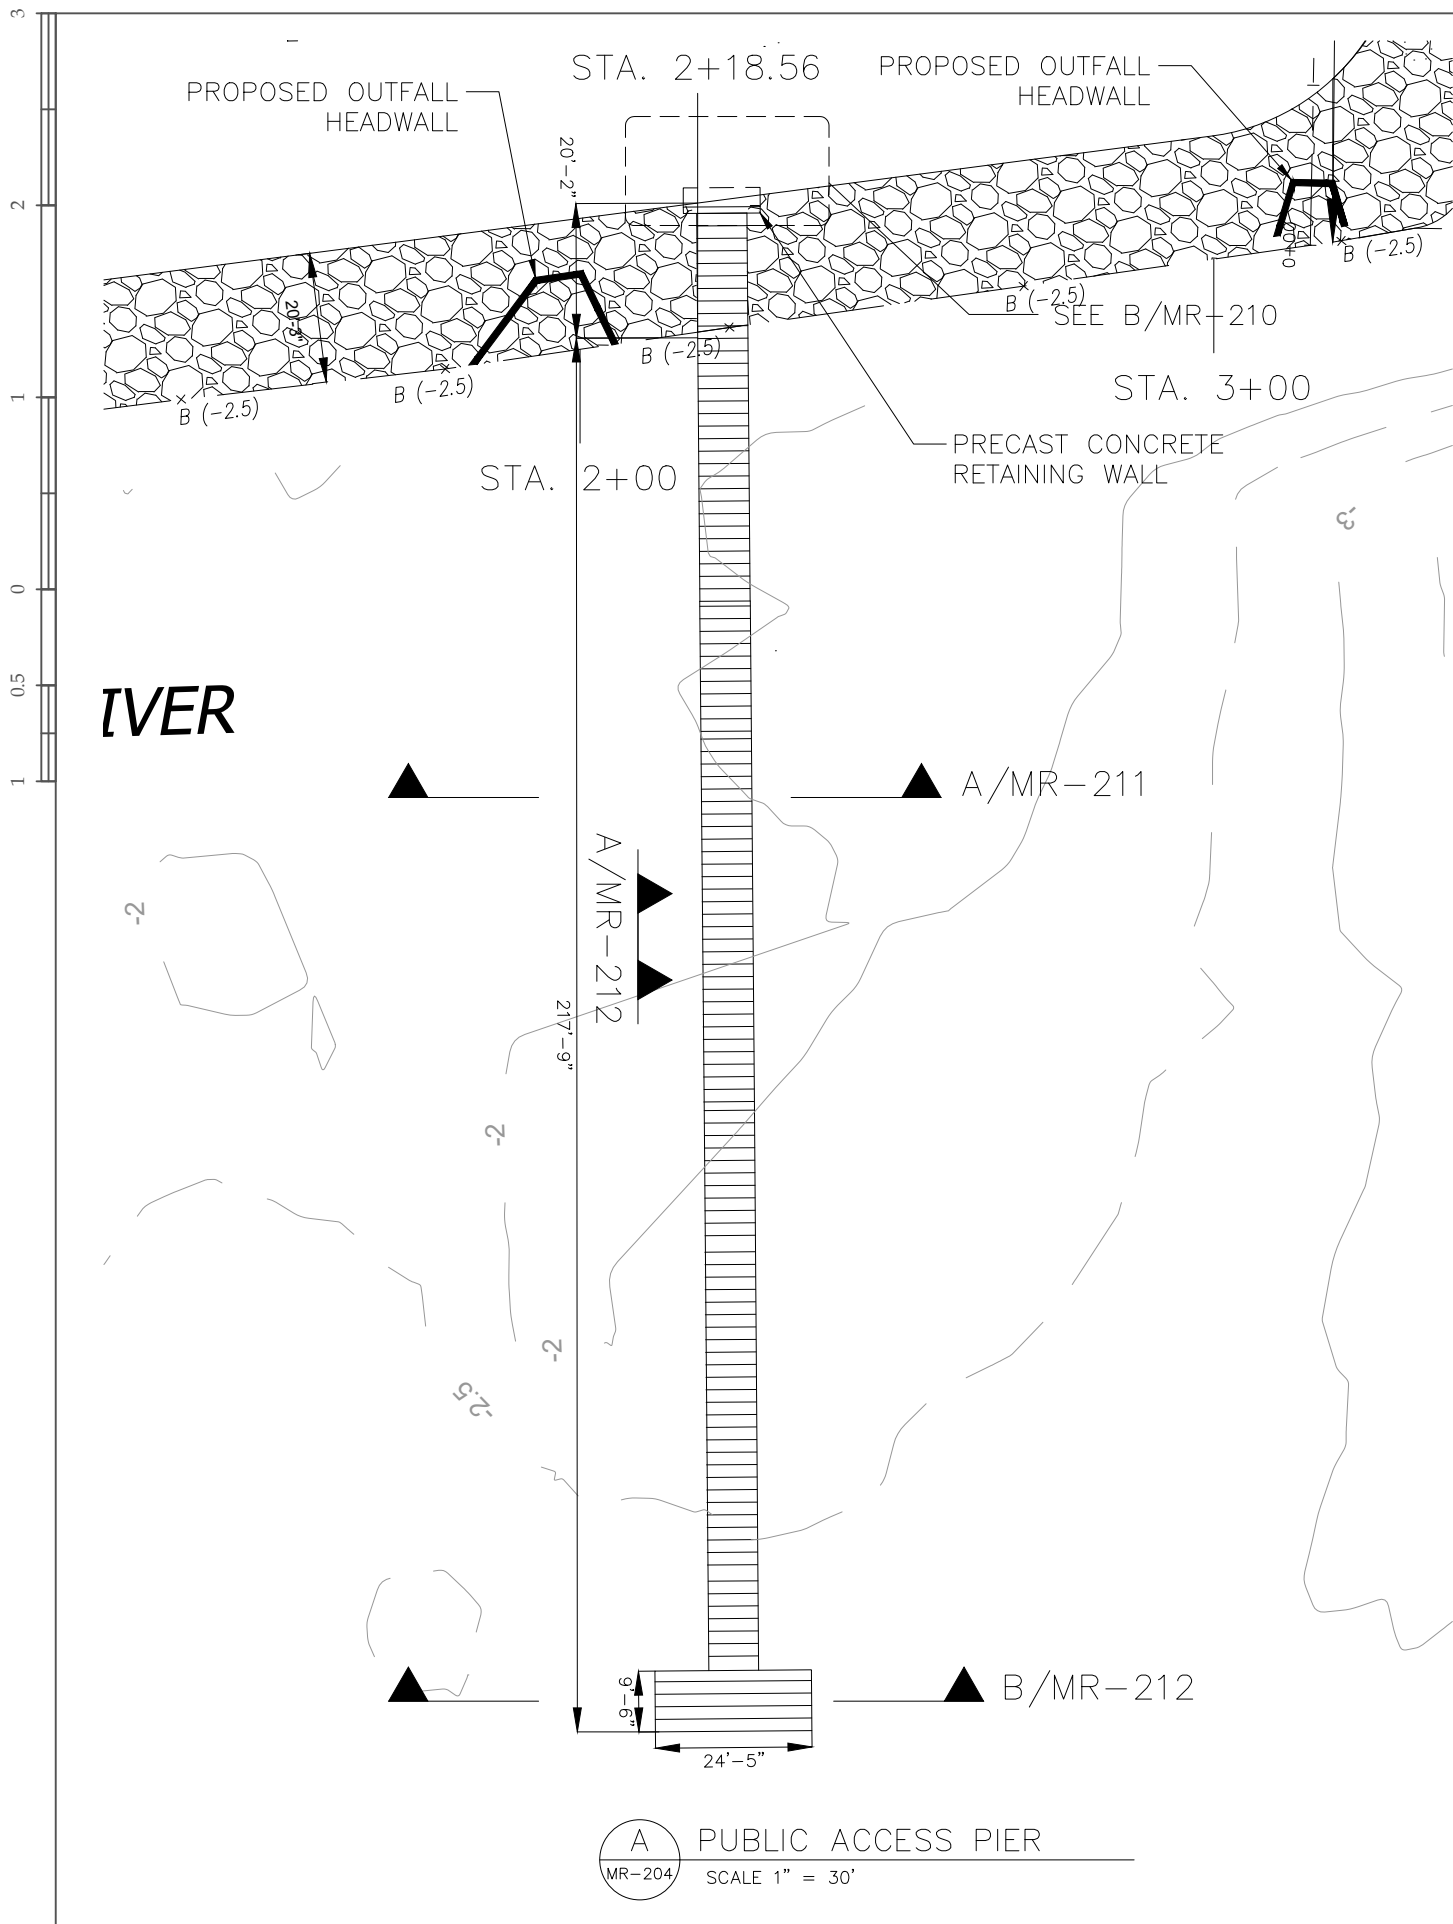 3
2
1
0
0.5
1
PROPOSED OUTFALL
HEADWALL
STA. 2+18.56
PROPOSED OUTFALL
HEADWALL
20'-2"
20'-3"
B (-2.5)
B (-2.5)
B (-2.5)
B (-2.5)
B (-2.5)
SEE B/MR-210
STA. 3+00
PRECAST CONCRETE
RETAINING WALL
STA. 2+00
-3
IVER
A/MR-211
A/MR-212
217'-9"
-2
-2
-2
-2.5
B/MR-212
9'-6"
24'-5"
A
MR-204
PUBLIC ACCESS PIER
SCALE 1" = 30'